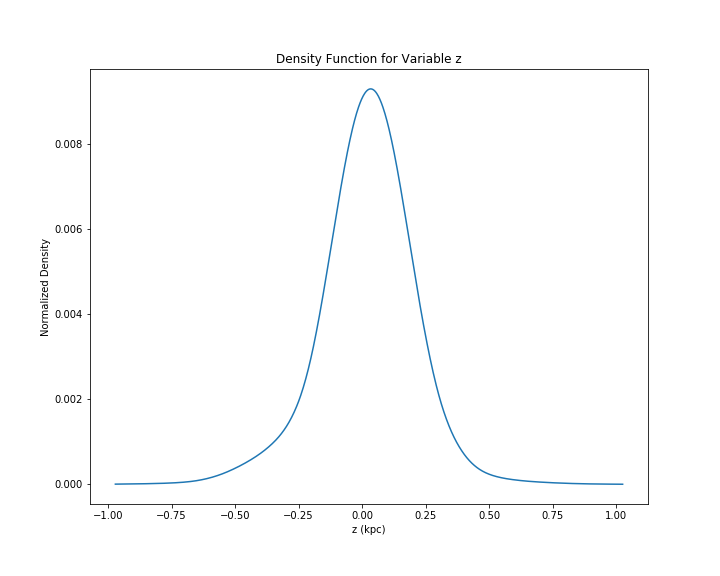 Density Function for Variable z
Normalized Density
0.008
0.006
0.004
0.002
0.000
−1.00 −0.75 −0.50 −0.25 0.00 0.25 0.50 0.75 1.00
z (kpc)